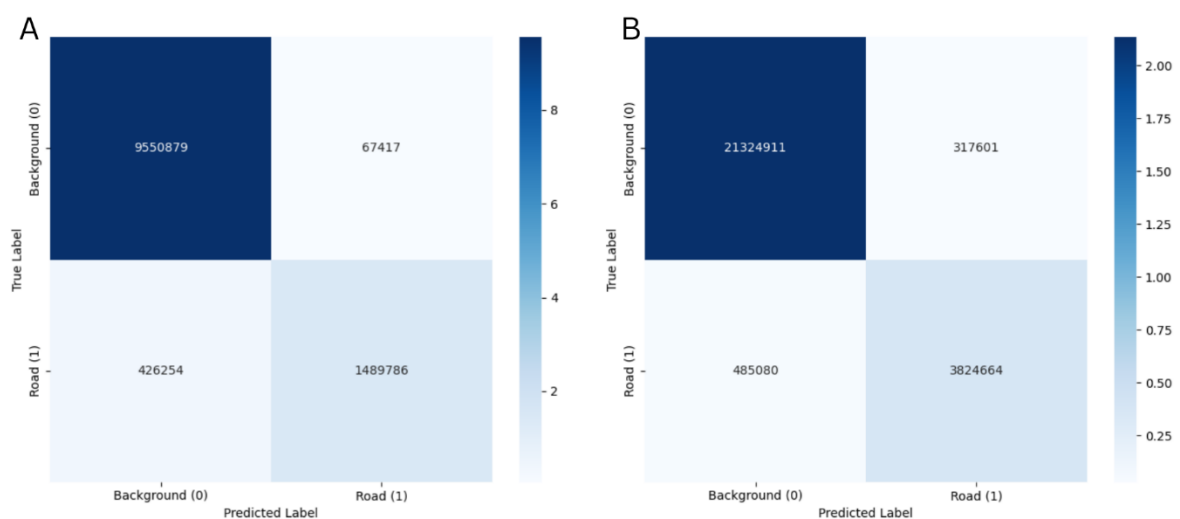 A
Background (0)
Road (1)
True Label
9550879
67417
426254
1489786
Background (0)
Road (1)
Predicted Label
8
6
4
2
B
Background (0)
Road (1)
True Label
21324911
317601
485080
3824664
Background (0)
Road (1)
Predicted Label
2.00
1.75
1.50
1.25
1.00
0.75
0.50
0.25